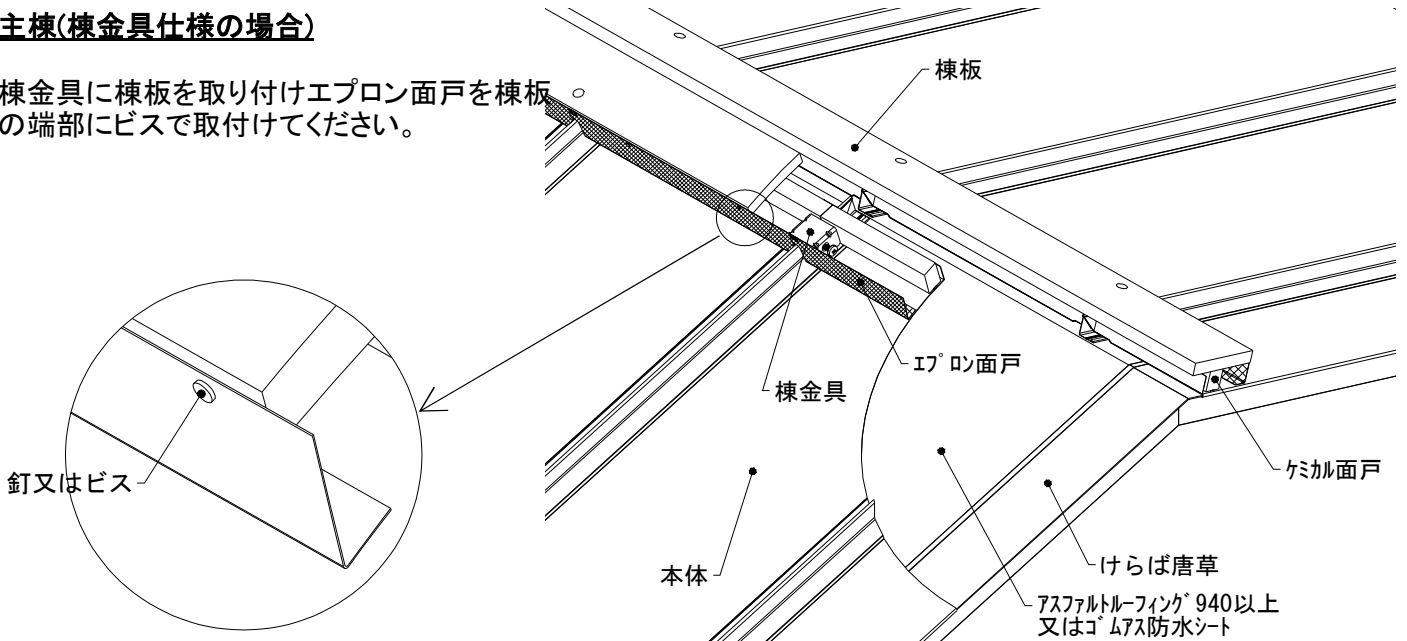 主棟(棟金具仕様の場合)
棟金具に棟板を取り付けエプロン面戸を棟板
の端部にビスで取付けてください。
棟板
ｴﾌﾟﾛﾝ面戸
棟金具
ｹﾐｶﾙ面戸
釘又はビス
本体
けらば唐草
ｱｽﾌｧﾙﾄﾙｰﾌｨﾝｸﾞ940以上
又はｺﾞﾑｱｽ防水ｼｰﾄ